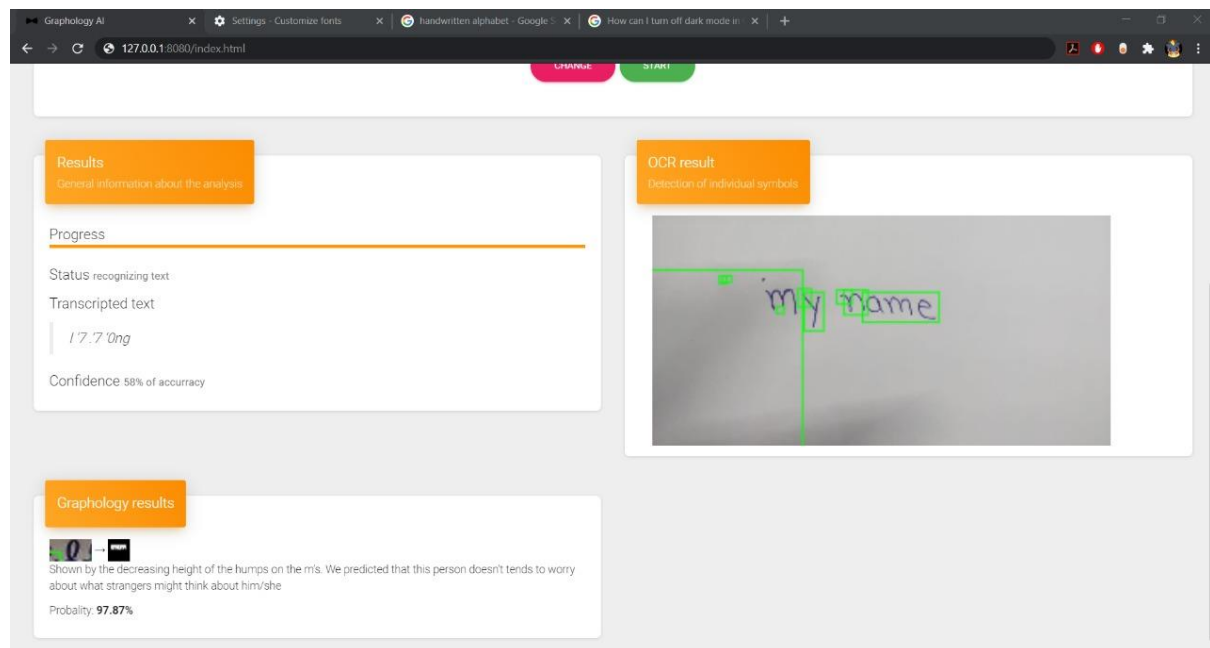 Graphology AI
Settings - Customize fonts
handwritten alphabet - Google S
How can I turn off dark mode in
127.0.0.1:8080/index.html
CHANGE
START
Results
General information about the analysis
Progress
Status recognizing text
Transcripted text
I'7.'7'0ng
Confidence 58% of accurracy
OCR result
Detection of individual symbols
my name
Graphology results
Shown by the decreasing height of the humps on the m's. We predicted that this person doesn't tends to worry
about what strangers might think about him/she
Probality: 97.87%